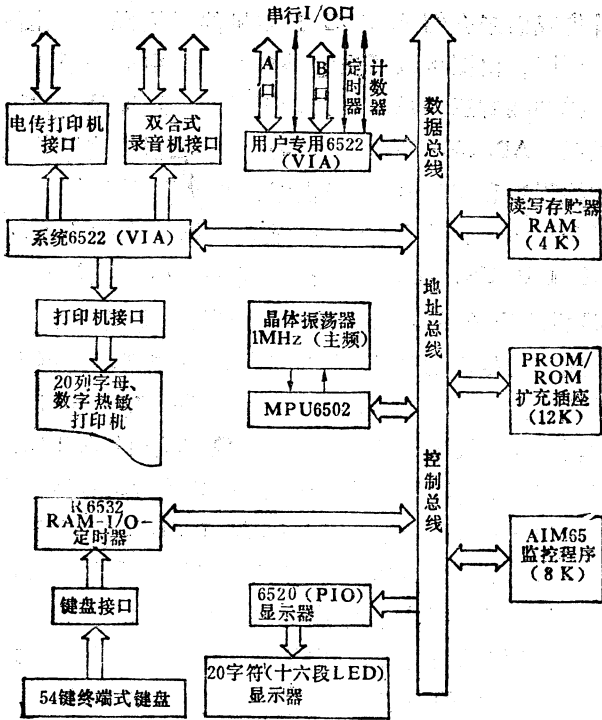 串行I/O口
A口
B口
定时器
计数器
电传打印机
接口
双合式
录音机接口
用户专用6522
(VIA)
数据总线
系统6522 (VIA)
读写存贮器
RAM
(4K)
打印机接口
晶体振荡器
1MHz (主频)
地址总线
20列字母、
数字热敏
打印机
MPU6502
PROM/
ROM
扩充插座
(12K)
控制总线
R6532
RAM-I/O-
定时器
AIM65
监控程序
(8K)
键盘接口
6520 (PIO)
显示器
54键终端式键盘
20字符(十六段LED)
显示器